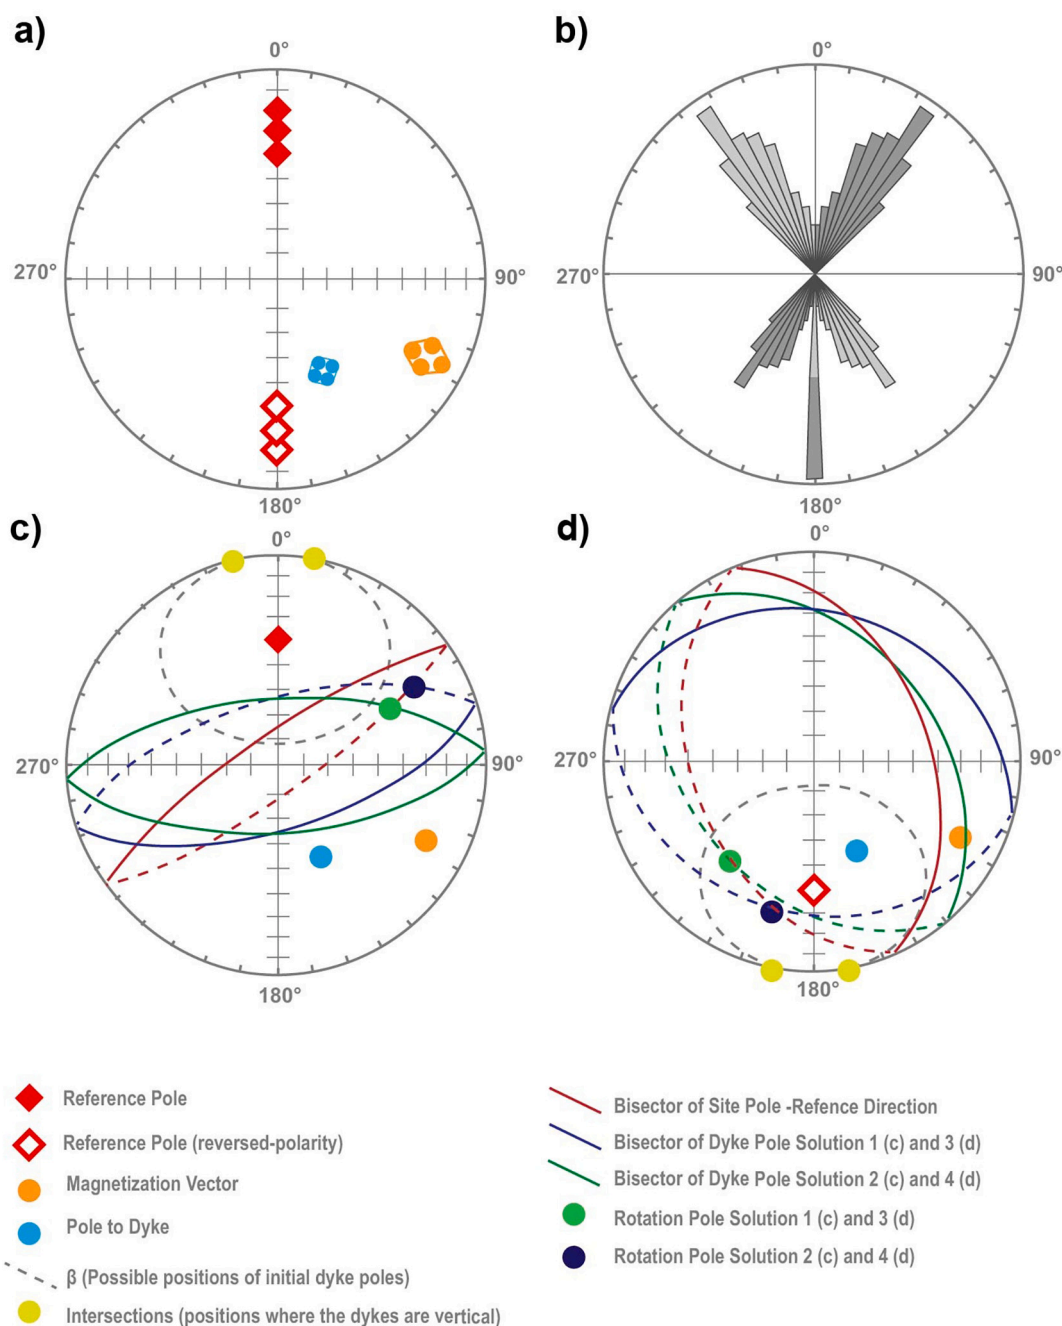 a)
b)
0°
0°
270°
90°
270°
90°
180°
180°
c)
d)
0°
0°
270°
90°
270°
90°
180°
180°
Reference Pole
Reference Pole (reversed-polarity)
Magnetization Vector
Pole to Dyke
β (Possible positions of initial dyke poles)
Intersections (positions where the dykes are vertical)
Bisector of Site Pole -Refence Direction
Bisector of Dyke Pole Solution 1 (c) and 3 (d)
Bisector of Dyke Pole Solution 2 (c) and 4 (d)
Rotation Pole Solution 1 (c) and 3 (d)
Rotation Pole Solution 2 (c) and 4 (d)